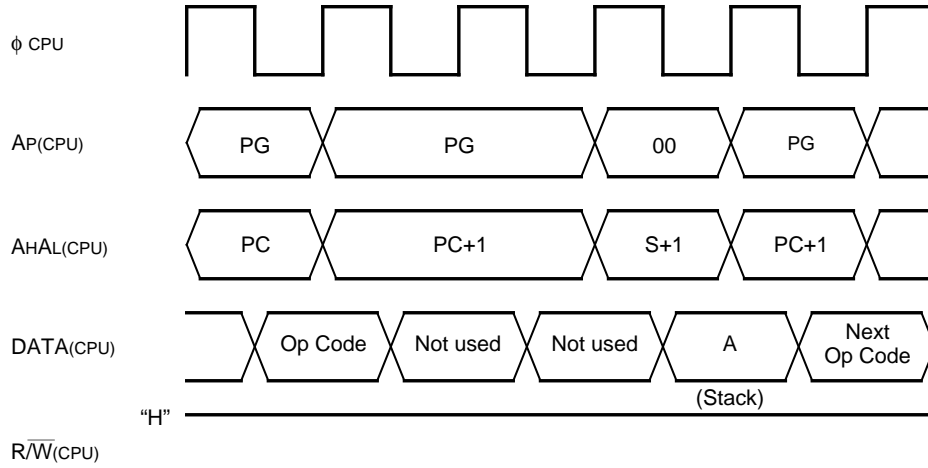 ϕ CPU
AP(CPU) PG PG 00 PG
AHAL(CPU) PC PC+1 S+1 PC+1
DATA(CPU) Op Code Not used Not used A Next Op Code
(Stack)
“H”
R/W̅(CPU)